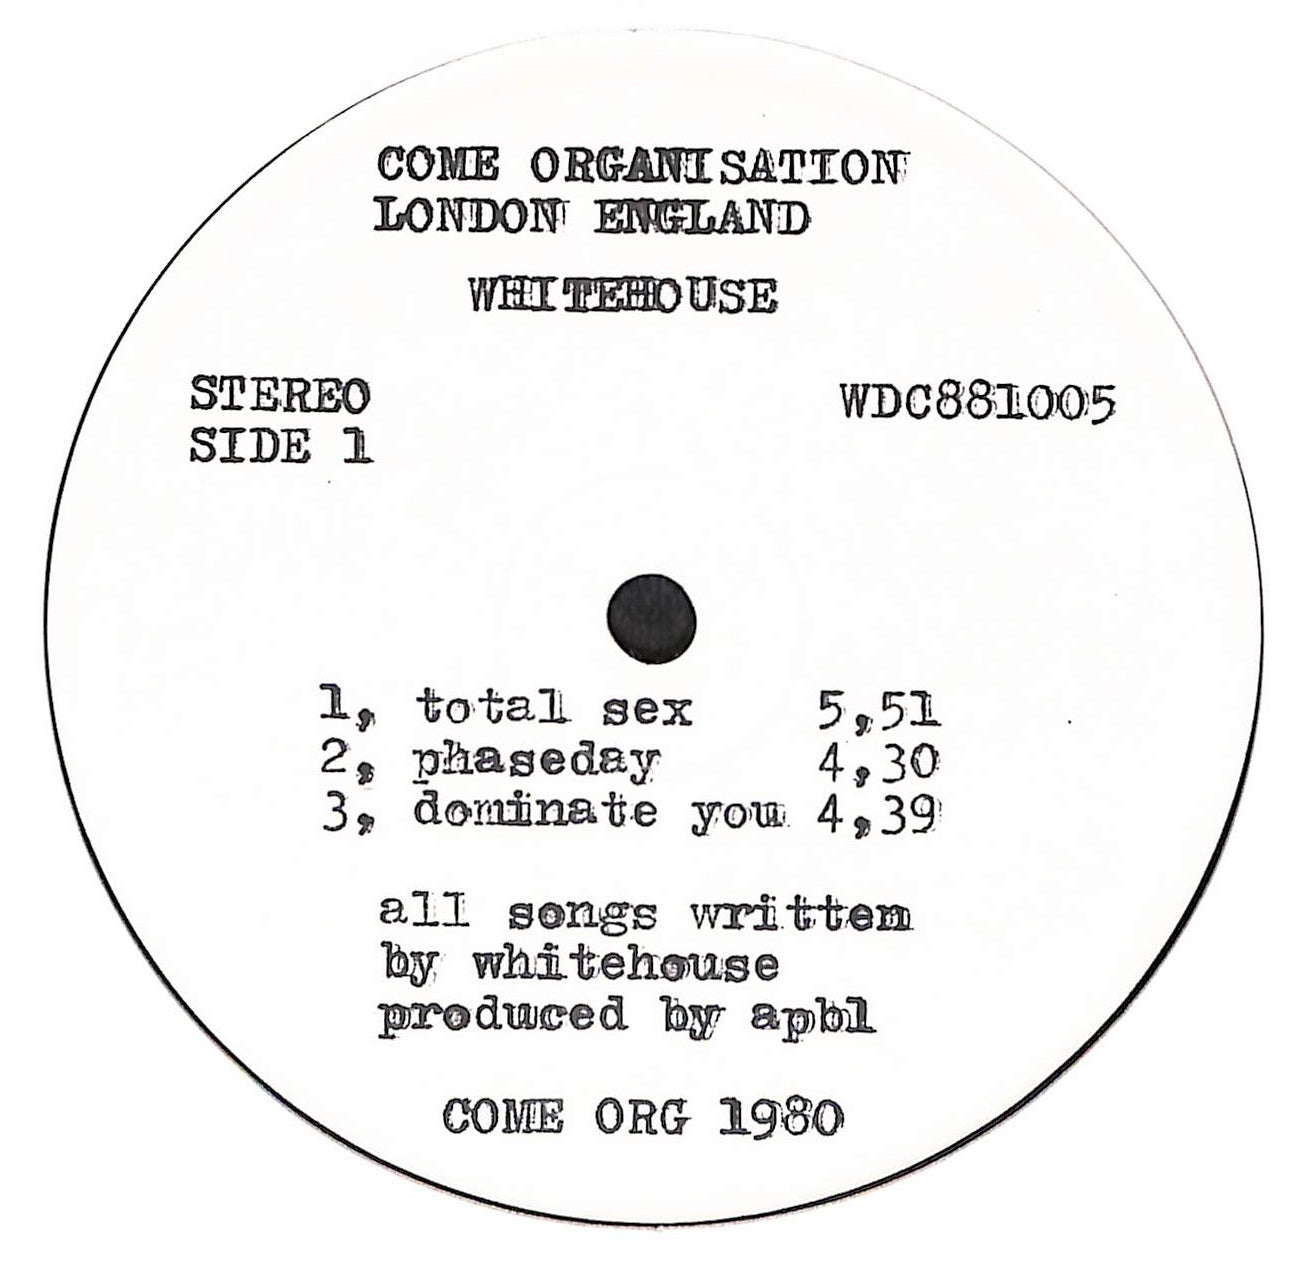 COME ORGANISATION
LONDON ENGLAND
WHITEHOUSE
STEREO
SIDE 1
WDC881005
1, total sex 5,51
2, phaseday 4,30
3, dominate you 4,39
all songs written
by whitehouse
produced by apbl
COME ORG 1980